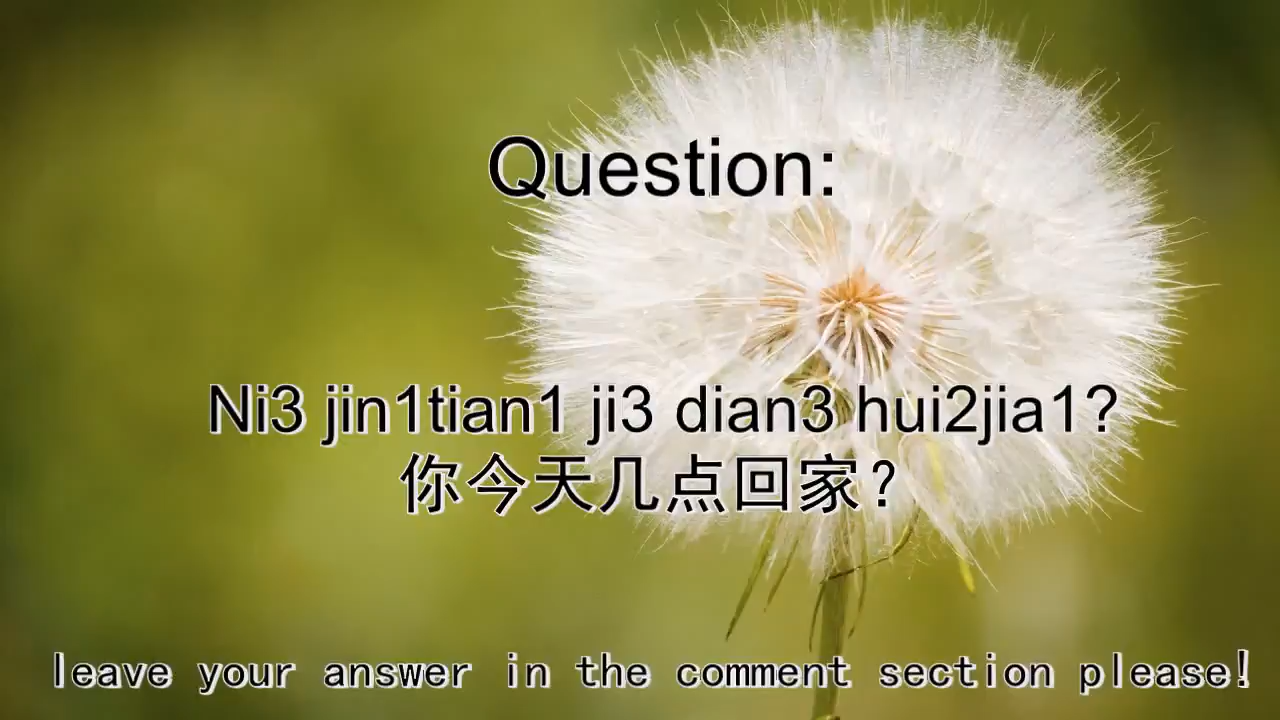 Question:
Ni3 jin1tian1 ji3 dian3 hui2jia1?
你今天几点回家？
leave your answer in the comment section please!